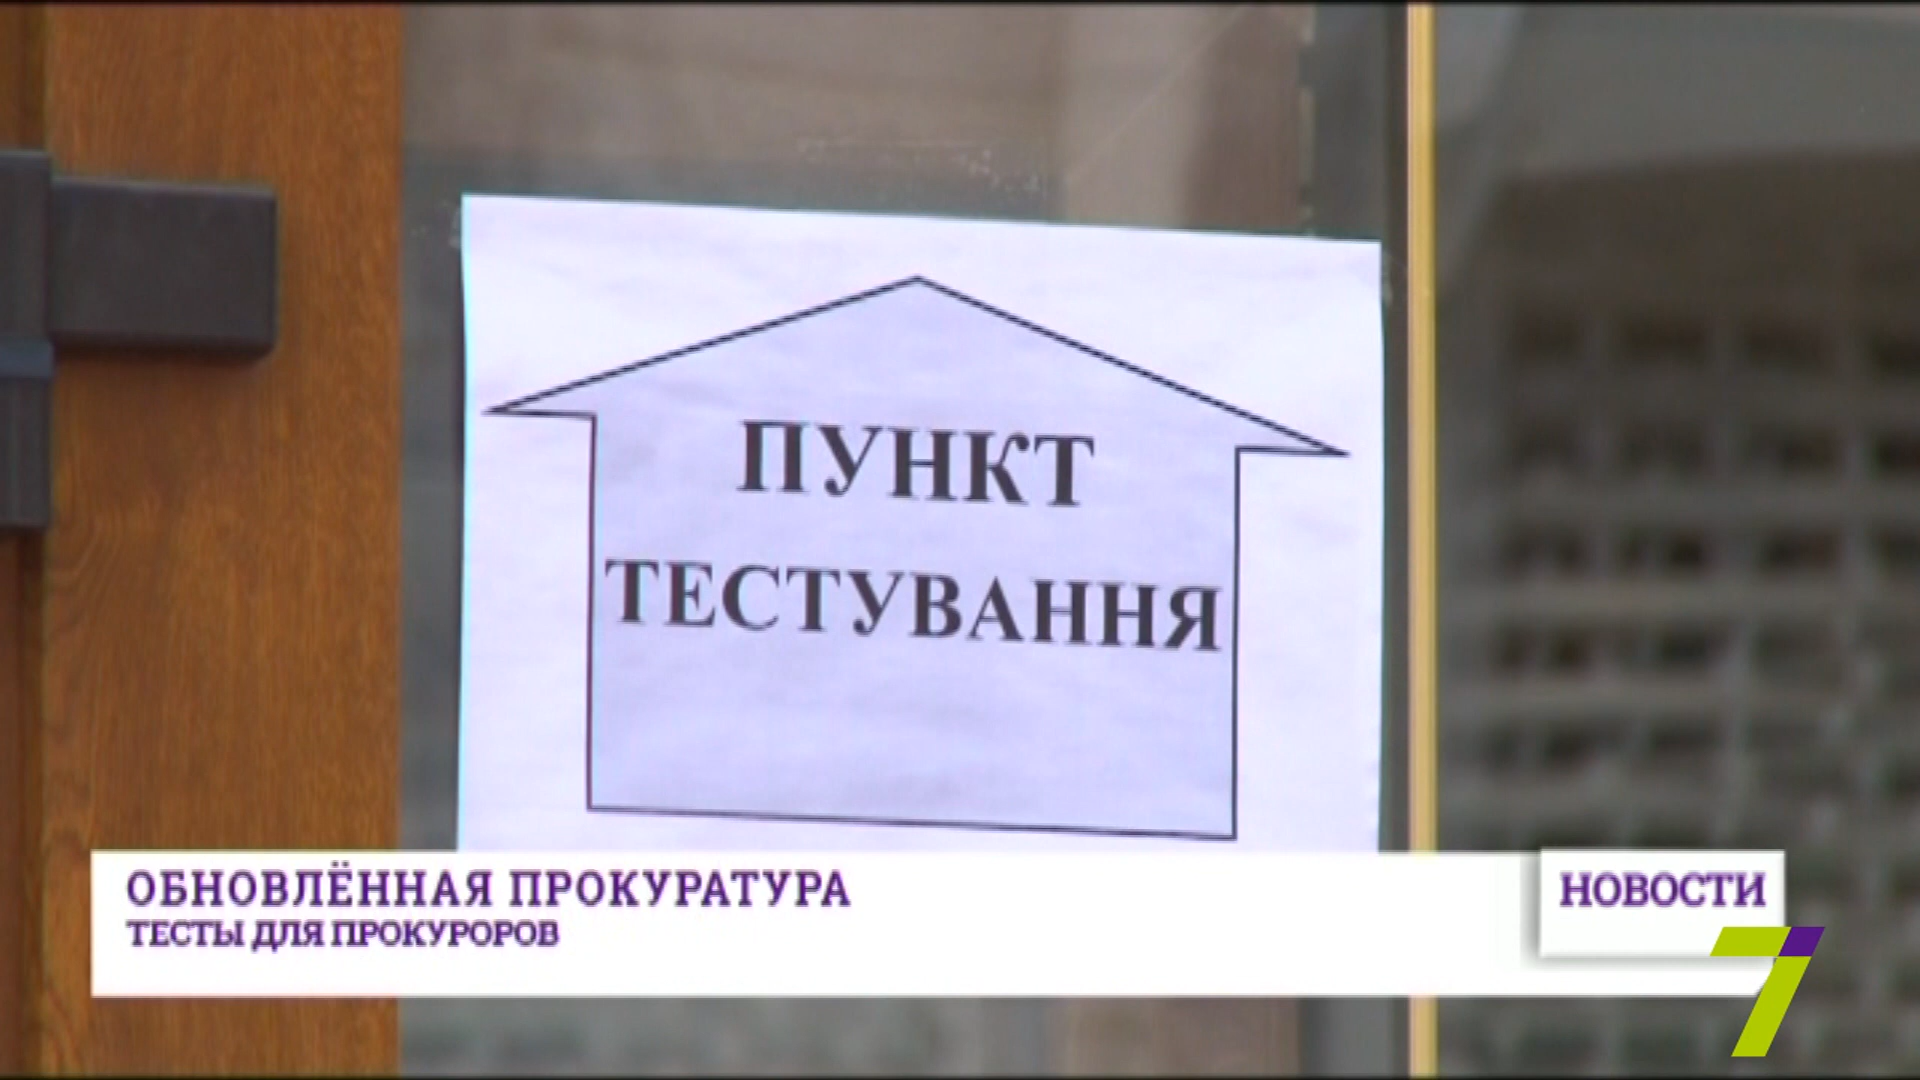 ПУНКТ
ТЕСТУВАННЯ
ОБНОВЛЁННАЯ ПРОКУРАТУРА
ТЕСТЫ ДЛЯ ПРОКУРОРОВ
НОВОСТИ
7